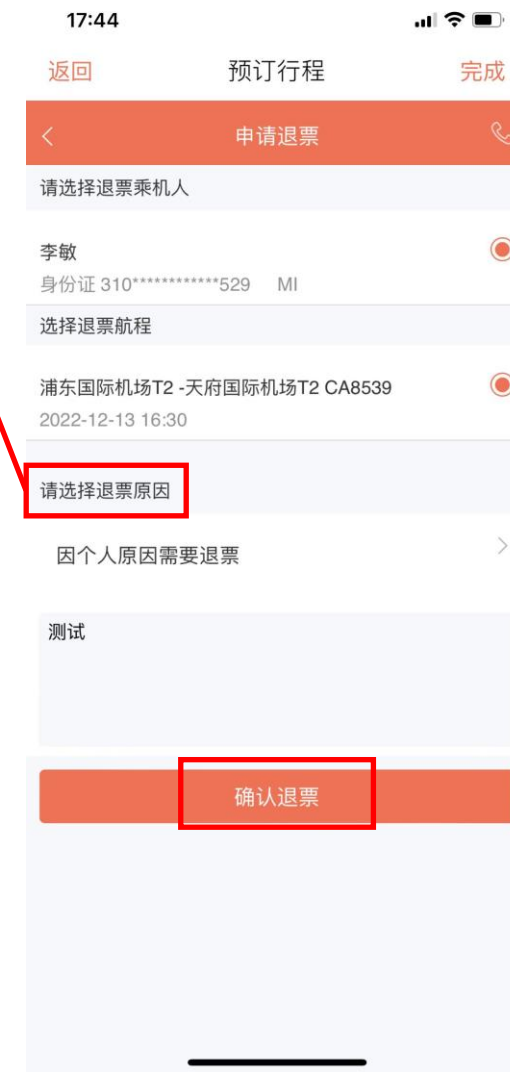 17:44
返回 预订行程 完成
申请退票
请选择退票乘机人
李敏
身份证 310************529 MI
选择退票航程
浦东国际机场T2 -天府国际机场T2 CA8539
2022-12-13 16:30
请选择退票原因
因个人原因需要退票
测试
确认退票